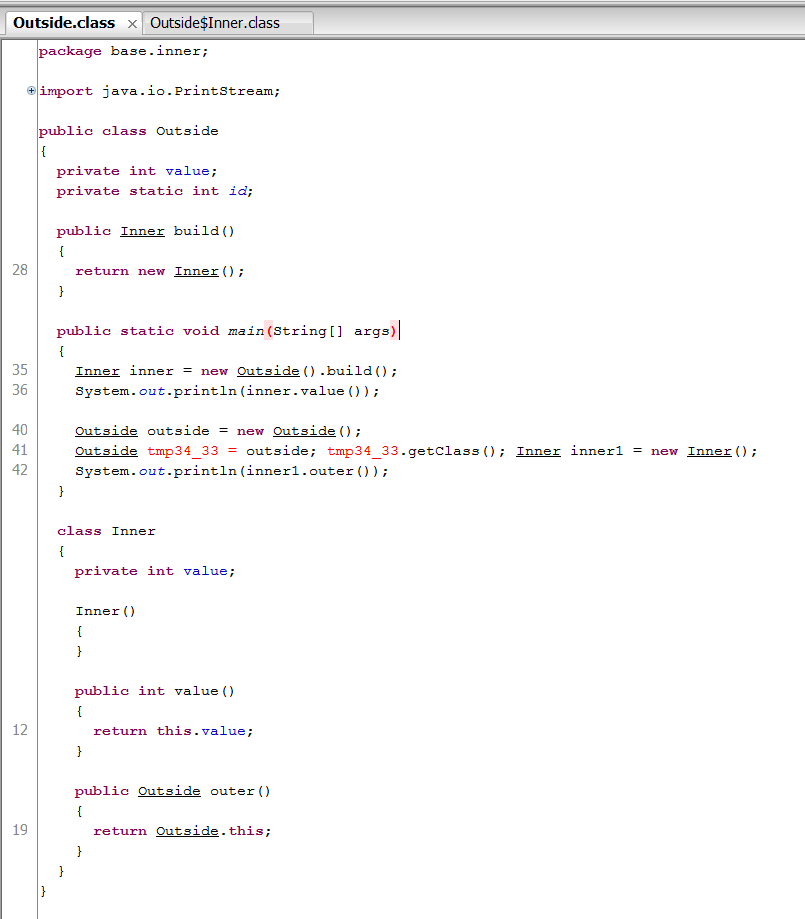 Outside.class × Outside$Inner.class
package base.inner;
import java.io.PrintStream;
public class Outside
{
private int value;
private static int id;
public Inner build()
{
28 return new Inner();
}
public static void main(String[] args)
{
35 Inner inner = new Outside().build();
36 System.out.println(inner.value());
40 Outside outside = new Outside();
41 Outside tmp34_33 = outside; tmp34_33.getClass(); Inner inner1 = new Inner();
42 System.out.println(inner1.outer());
}
class Inner
{
private int value;
Inner()
{
}
public int value()
{
12 return this.value;
}
public Outside outer()
{
19 return Outside.this;
}
}
}